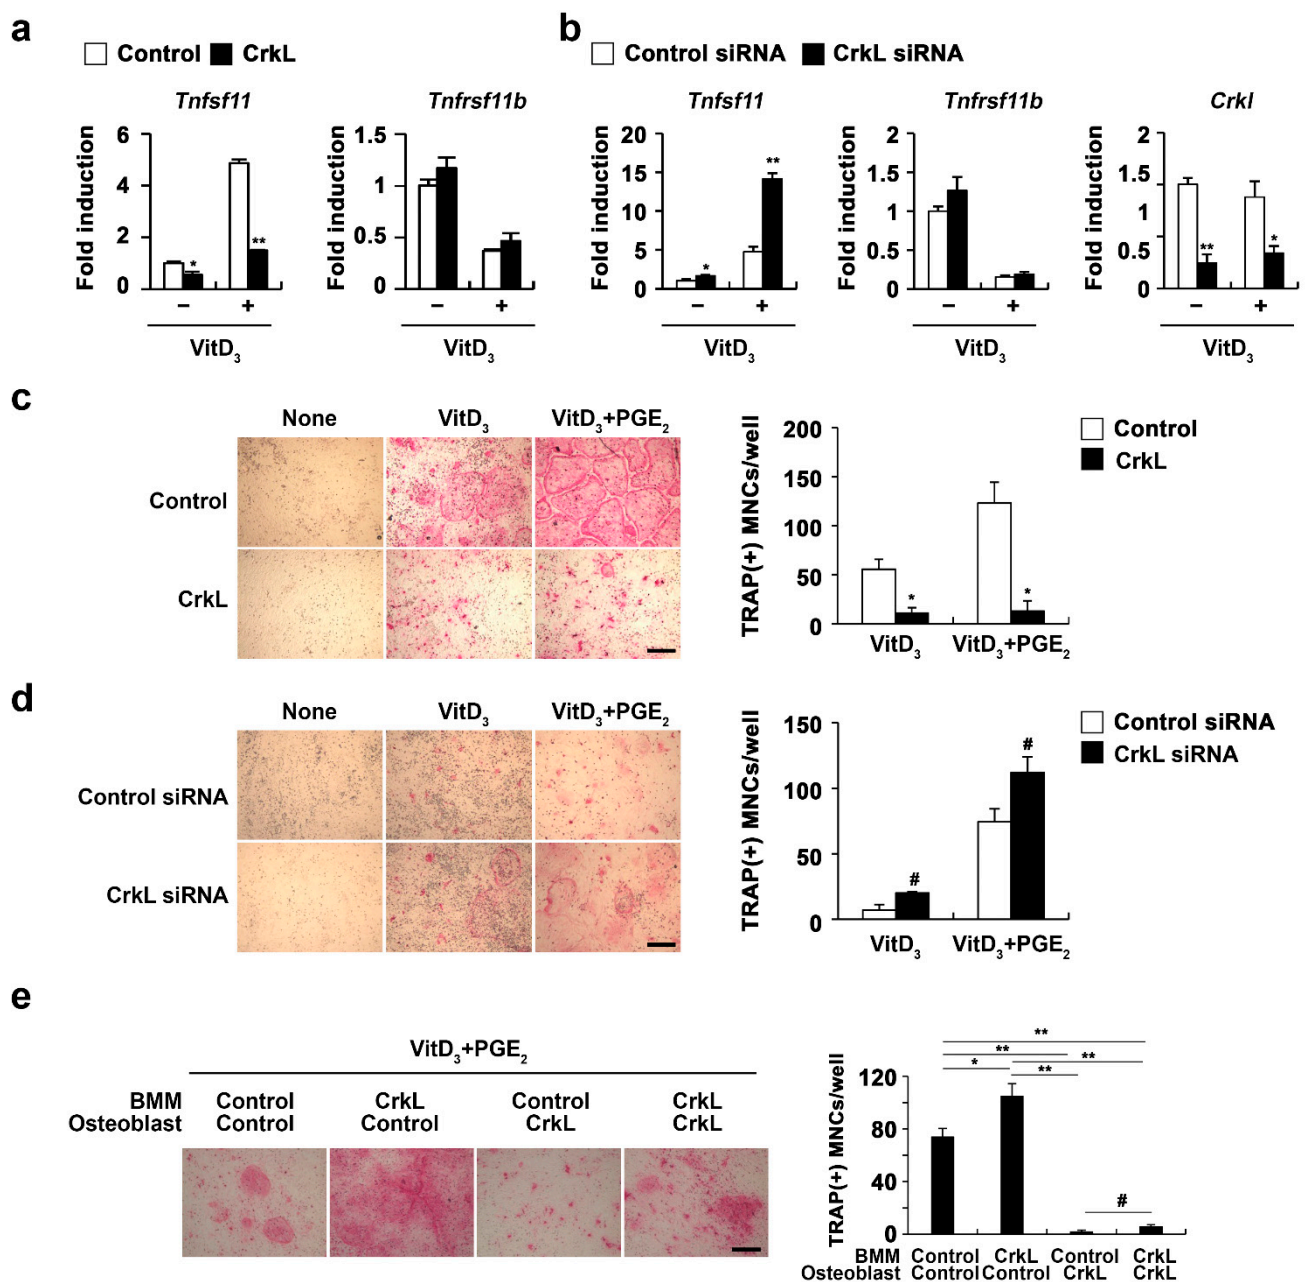 a
Control CrkL
Tnfsf11
Fold induction
6
4
2
0
*
**
− +
VitD3
Tnfrsf11b
Fold induction
1.5
1
0.5
0
− +
VitD3
b
Control siRNA CrkL siRNA
Tnfsf11
Fold induction
20
15
10
5
0
*
**
− +
VitD3
Tnfrsf11b
Fold induction
2
1.5
1
0.5
0
− +
VitD3
Crkl
Fold induction
2
1.5
1
0.5
0
**
*
− +
VitD3
c
None VitD3 VitD3+PGE2
Control
CrkL
TRAP(+) MNCs/well
200
150
100
50
0
*
*
VitD3 VitD3+PGE2
Control
CrkL
d
None VitD3 VitD3+PGE2
Control siRNA
CrkL siRNA
TRAP(+) MNCs/well
150
100
50
0
#
#
VitD3 VitD3+PGE2
Control siRNA
CrkL siRNA
e
VitD3+PGE2
BMM Control CrkL Control CrkL
Osteoblast Control Control CrkL CrkL
TRAP(+) MNCs/well
120
80
40
0
**
**
* **
**
#
BMM Control CrkL Control CrkL
Osteoblast Control Control CrkL CrkL